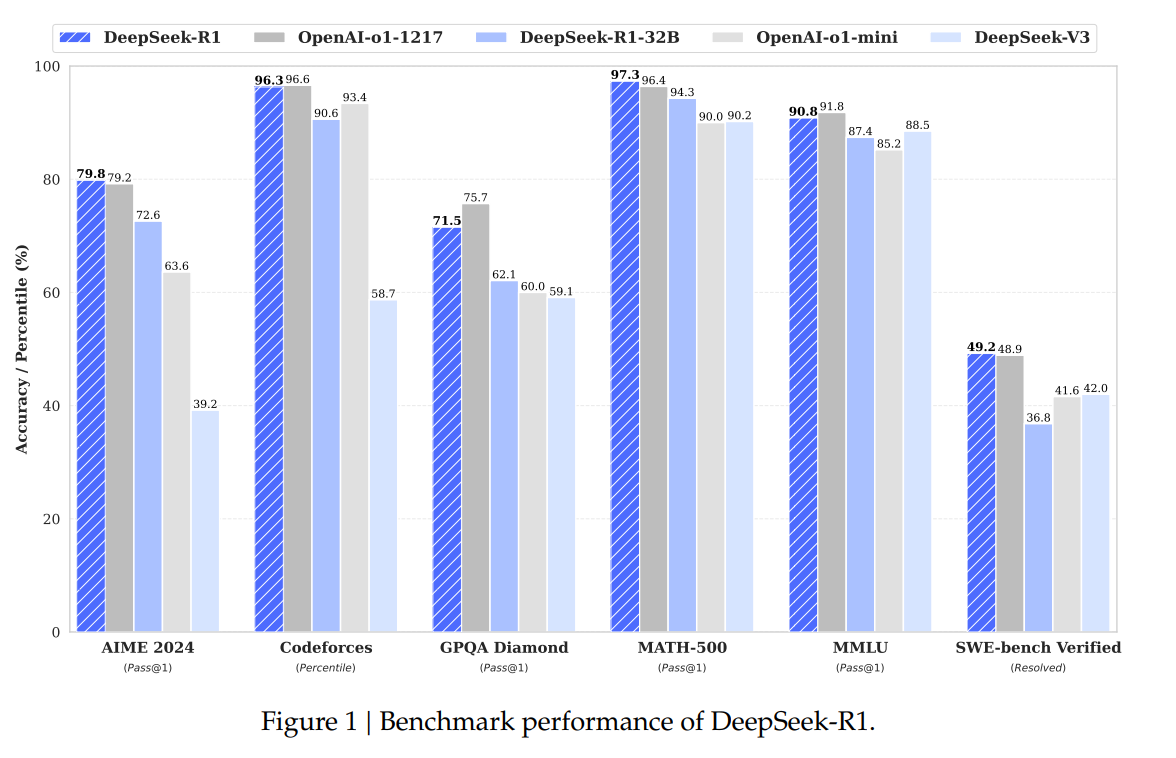 DeepSeek-R1 OpenAI-o1-1217 DeepSeek-R1-32B OpenAI-o1-mini DeepSeek-V3
Accuracy / Percentile (%)
100
80
60
40
20
0
79.8 79.2 72.6 63.6 39.2
96.3 96.6 90.6 93.4 58.7
71.5 75.7 62.1 60.0 59.1
97.3 96.4 94.3 90.0 90.2
90.8 91.8 87.4 85.2 88.5
49.2 48.9 36.8 41.6 42.0
AIME 2024 Codeforces GPQA Diamond MATH-500 MMLU SWE-bench Verified
(Pass@1) (Percentile) (Pass@1) (Pass@1) (Pass@1) (Resolved)
Figure 1 | Benchmark performance of DeepSeek-R1.